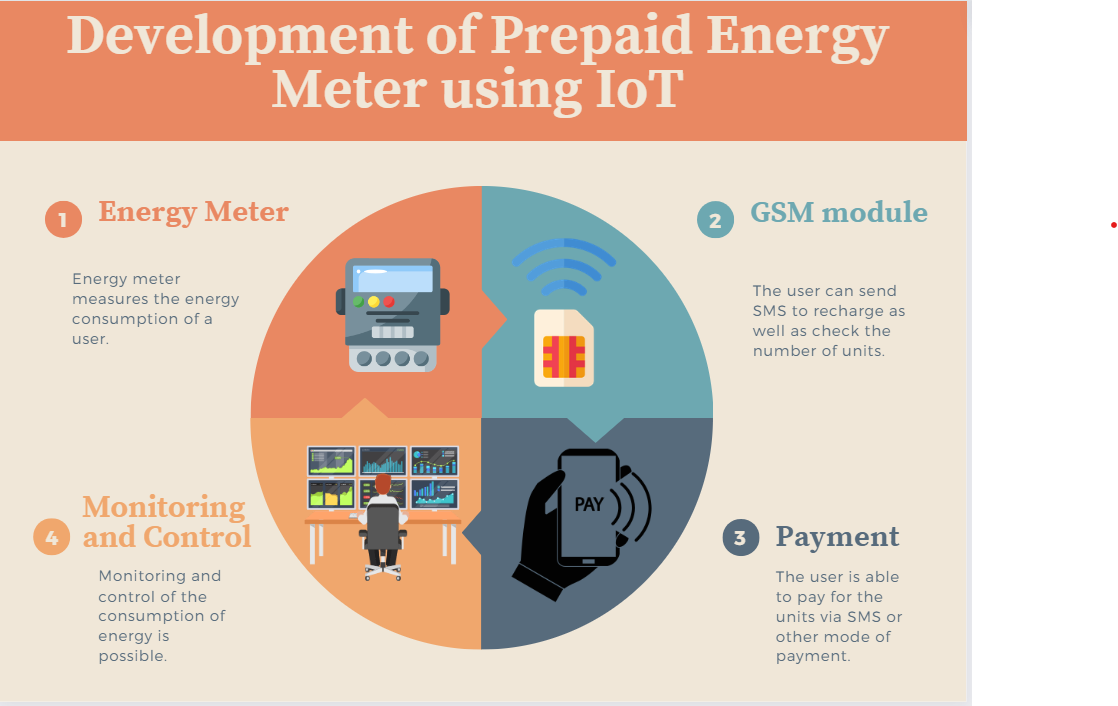 Development of Prepaid Energy
Meter using IoT
1
Energy Meter
Energy meter
measures the energy
consumption of a
user.
2
GSM module
The user can send
SMS to recharge as
well as check the
number of units.
PAY
3
Payment
The user is able
to pay for the
units via SMS or
other mode of
payment.
4
Monitoring
and Control
Monitoring and
control of the
consumption of
energy is
possible.